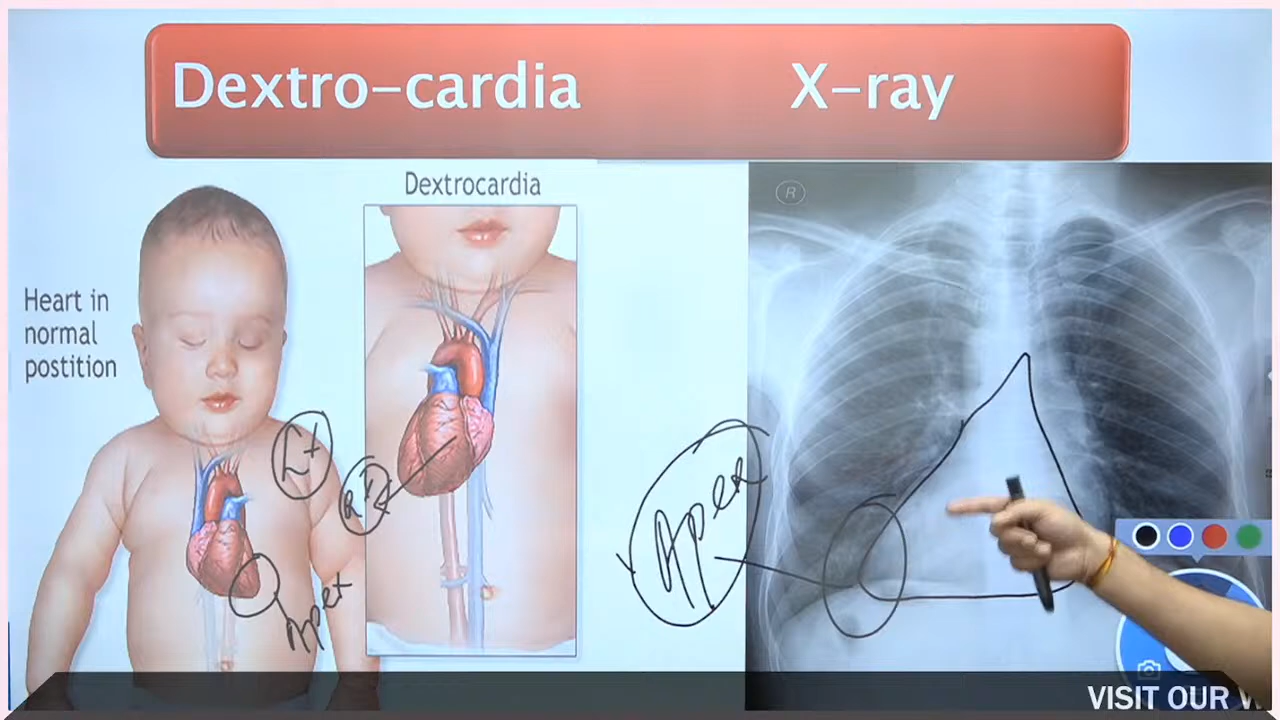 Dextro-cardia X-ray
Dextrocardia
Heart in
normal
postition
R
Lt
Rt
Apex
Apex
VISIT OUR W